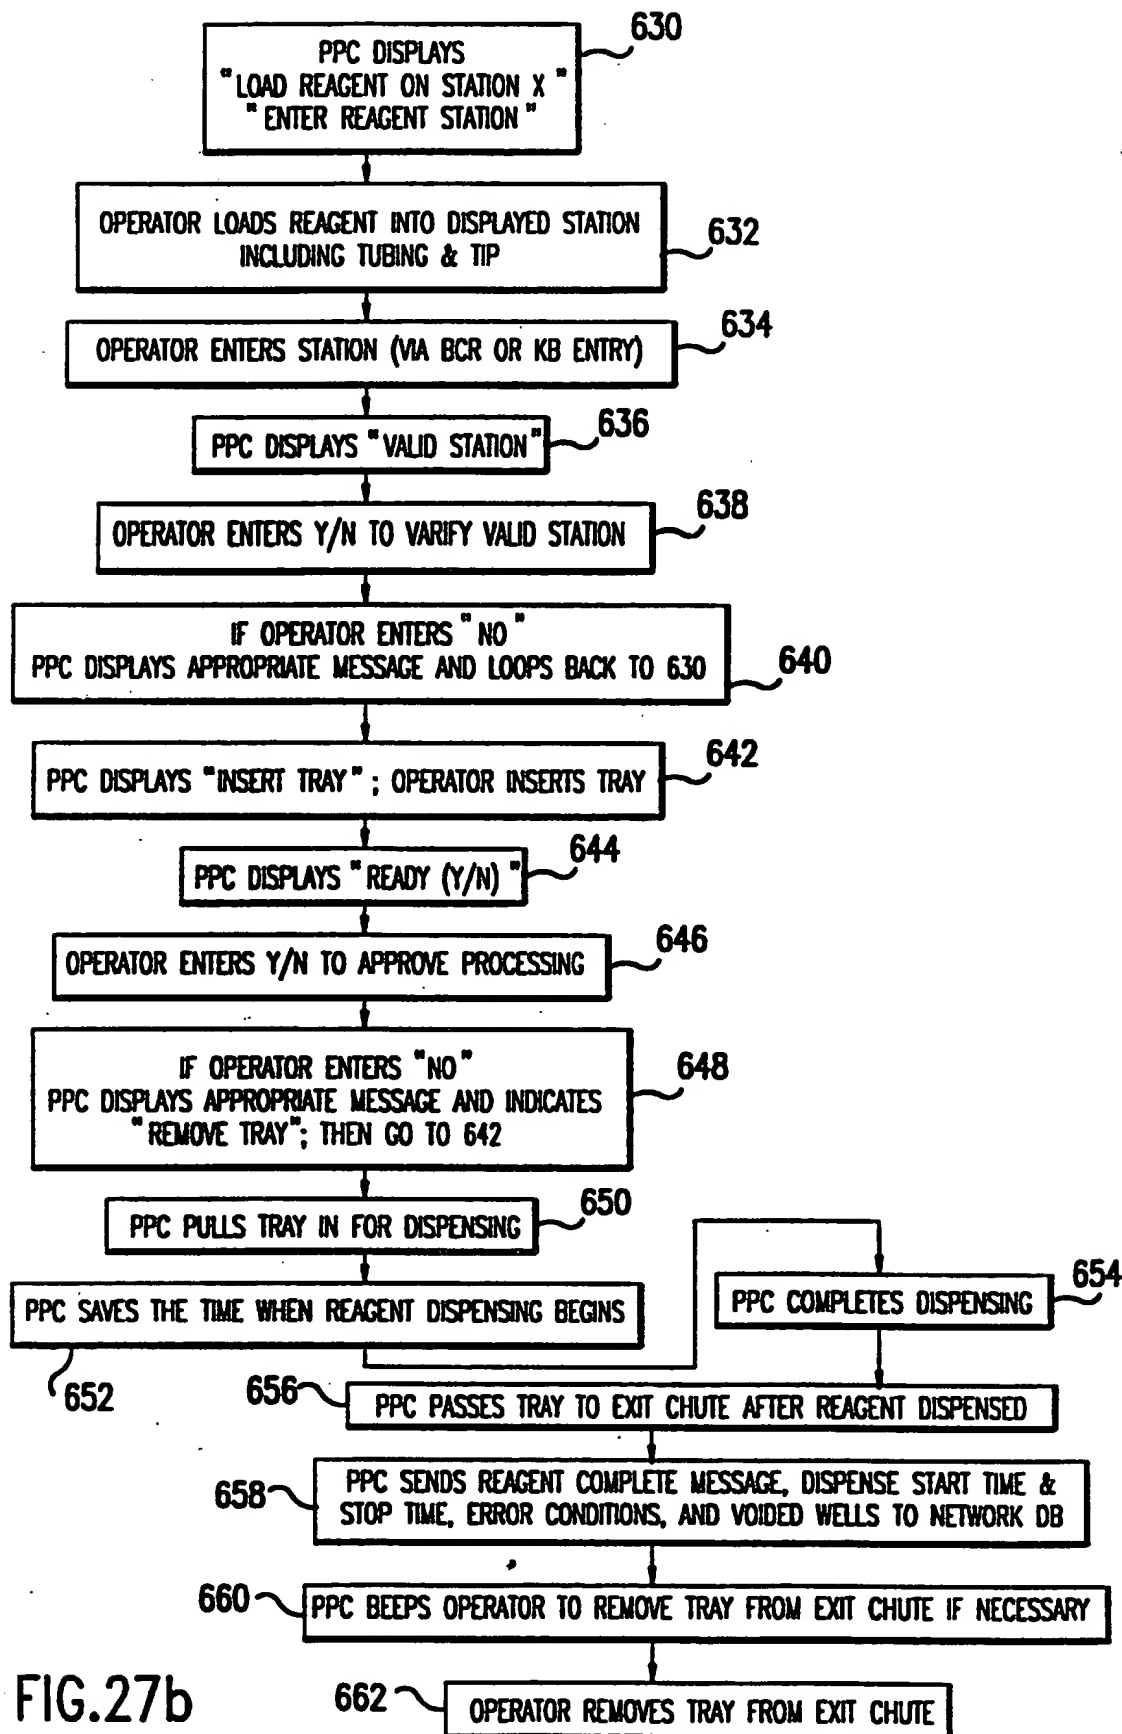 630
PPC DISPLAYS
"LOAD REAGENT ON STATION X"
"ENTER REAGENT STATION"
OPERATOR LOADS REAGENT INTO DISPLAYED STATION
INCLUDING TUBING & TIP
632
634
OPERATOR ENTERS STATION (VIA BCR OR KB ENTRY)
636
PPC DISPLAYS "VALID STATION"
638
OPERATOR ENTERS Y/N TO VARIFY VALID STATION
IF OPERATOR ENTERS "NO"
PPC DISPLAYS APPROPRIATE MESSAGE AND LOOPS BACK TO 630
640
642
PPC DISPLAYS "INSERT TRAY"; OPERATOR INSERTS TRAY
644
PPC DISPLAYS "READY (Y/N)"
646
OPERATOR ENTERS Y/N TO APPROVE PROCESSING
IF OPERATOR ENTERS "NO"
PPC DISPLAYS APPROPRIATE MESSAGE AND INDICATES
"REMOVE TRAY"; THEN GO TO 642
648
650
PPC PULLS TRAY IN FOR DISPENSING
PPC SAVES THE TIME WHEN REAGENT DISPENSING BEGINS
652
654
PPC COMPLETES DISPENSING
656
PPC PASSES TRAY TO EXIT CHUTE AFTER REAGENT DISPENSED
658
PPC SENDS REAGENT COMPLETE MESSAGE, DISPENSE START TIME &
STOP TIME, ERROR CONDITIONS, AND VOIDED WELLS TO NETWORK DB
660
PPC BEEPS OPERATOR TO REMOVE TRAY FROM EXIT CHUTE IF NECESSARY
662
OPERATOR REMOVES TRAY FROM EXIT CHUTE
FIG.27b